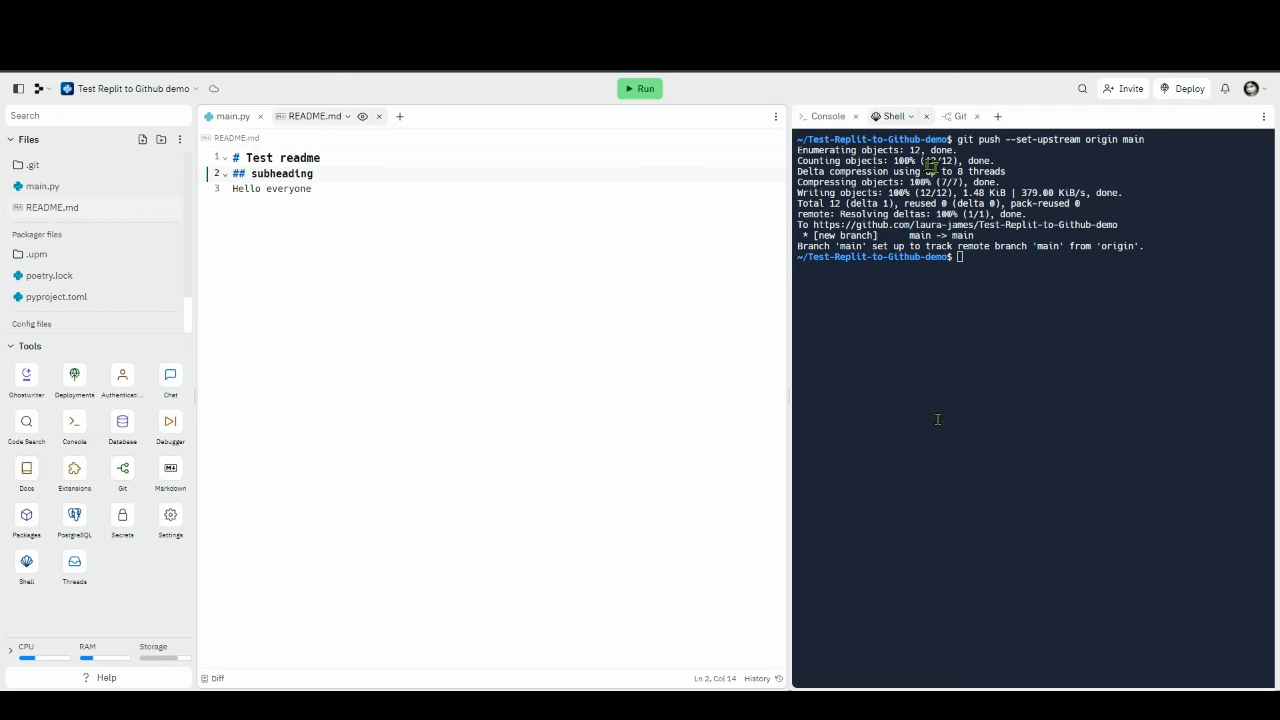 Test Replit to Github demo
Run
Invite
Deploy
Search
Files
.git
main.py
README.md
Packager files
.upm
poetry.lock
pyproject.toml
Config files
Tools
Ghostwriter
Deployments
Authenticati...
Chat
Code Search
Console
Database
Debugger
Docs
Extensions
Git
Markdown
Packages
PostgreSQL
Secrets
Settings
Shell
Threads
CPU
RAM
Storage
? Help
main.py
README.md
README.md
1 # Test readme
2 ## subheading
3 Hello everyone
Diff
Ln 2, Col 14
History
Console
Shell
Git
~/Test-Replit-to-Github-demo$ git push --set-upstream origin main
Enumerating objects: 12, done.
Counting objects: 100% (12/12), done.
Delta compression using up to 8 threads
Compressing objects: 100% (7/7), done.
Writing objects: 100% (12/12), 1.48 KiB | 379.00 KiB/s, done.
Total 12 (delta 1), reused 0 (delta 0), pack-reused 0
remote: Resolving deltas: 100% (1/1), done.
To https://github.com/laura-james/Test-Replit-to-Github-demo
* [new branch] main -> main
Branch 'main' set up to track remote branch 'main' from 'origin'.
~/Test-Replit-to-Github-demo$